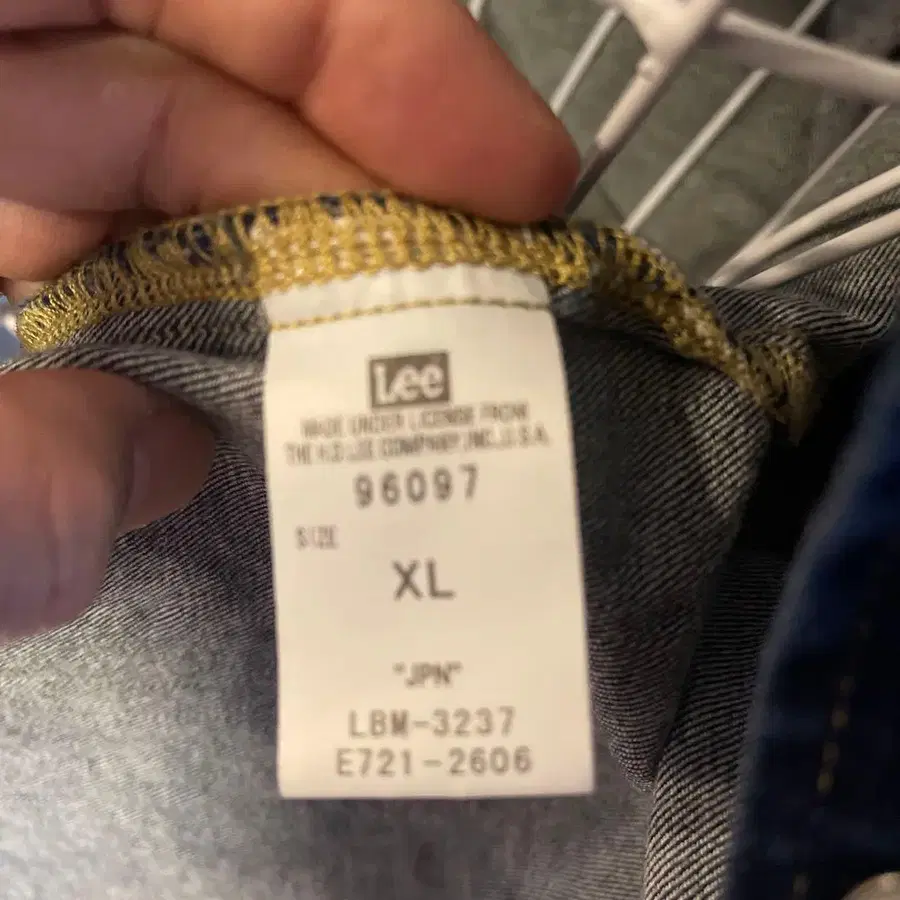 Lee
MADE UNDER LICENSE FROM
THE H.D LEE COMPANY,INC.,U.S.A.
96097
SIZE
XL
"JPN"
LBM-3237
E721-2606